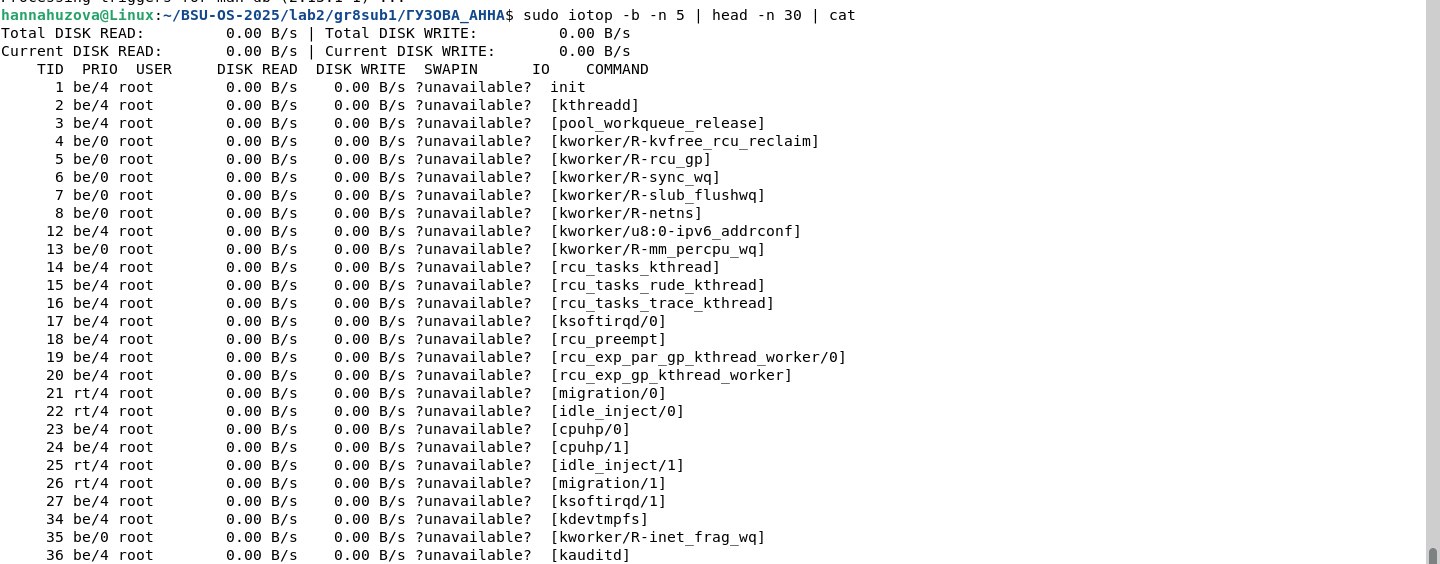 Processing triggers for man-db (2.13.1-1) ...
hannahuzova@Linux:~/BSU-OS-2025/lab2/gr8sub1/ГУЗОВА_АННА$ sudo iotop -b -n 5 | head -n 30 | cat
Total DISK READ:         0.00 B/s | Total DISK WRITE:         0.00 B/s
Current DISK READ:       0.00 B/s | Current DISK WRITE:       0.00 B/s
    TID  PRIO  USER     DISK READ  DISK WRITE  SWAPIN      IO    COMMAND
      1 be/4 root        0.00 B/s    0.00 B/s ?unavailable?  init
      2 be/4 root        0.00 B/s    0.00 B/s ?unavailable?  [kthreadd]
      3 be/4 root        0.00 B/s    0.00 B/s ?unavailable?  [pool_workqueue_release]
      4 be/0 root        0.00 B/s    0.00 B/s ?unavailable?  [kworker/R-kvfree_rcu_reclaim]
      5 be/0 root        0.00 B/s    0.00 B/s ?unavailable?  [kworker/R-rcu_gp]
      6 be/0 root        0.00 B/s    0.00 B/s ?unavailable?  [kworker/R-sync_wq]
      7 be/0 root        0.00 B/s    0.00 B/s ?unavailable?  [kworker/R-slub_flushwq]
      8 be/0 root        0.00 B/s    0.00 B/s ?unavailable?  [kworker/R-netns]
     12 be/4 root        0.00 B/s    0.00 B/s ?unavailable?  [kworker/u8:0-ipv6_addrconf]
     13 be/0 root        0.00 B/s    0.00 B/s ?unavailable?  [kworker/R-mm_percpu_wq]
     14 be/4 root        0.00 B/s    0.00 B/s ?unavailable?  [rcu_tasks_kthread]
     15 be/4 root        0.00 B/s    0.00 B/s ?unavailable?  [rcu_tasks_rude_kthread]
     16 be/4 root        0.00 B/s    0.00 B/s ?unavailable?  [rcu_tasks_trace_kthread]
     17 be/4 root        0.00 B/s    0.00 B/s ?unavailable?  [ksoftirqd/0]
     18 be/4 root        0.00 B/s    0.00 B/s ?unavailable?  [rcu_preempt]
     19 be/4 root        0.00 B/s    0.00 B/s ?unavailable?  [rcu_exp_par_gp_kthread_worker/0]
     20 be/4 root        0.00 B/s    0.00 B/s ?unavailable?  [rcu_exp_gp_kthread_worker]
     21 rt/4 root        0.00 B/s    0.00 B/s ?unavailable?  [migration/0]
     22 rt/4 root        0.00 B/s    0.00 B/s ?unavailable?  [idle_inject/0]
     23 be/4 root        0.00 B/s    0.00 B/s ?unavailable?  [cpuhp/0]
     24 be/4 root        0.00 B/s    0.00 B/s ?unavailable?  [cpuhp/1]
     25 rt/4 root        0.00 B/s    0.00 B/s ?unavailable?  [idle_inject/1]
     26 rt/4 root        0.00 B/s    0.00 B/s ?unavailable?  [migration/1]
     27 be/4 root        0.00 B/s    0.00 B/s ?unavailable?  [ksoftirqd/1]
     34 be/4 root        0.00 B/s    0.00 B/s ?unavailable?  [kdevtmpfs]
     35 be/0 root        0.00 B/s    0.00 B/s ?unavailable?  [kworker/R-inet_frag_wq]
     36 be/4 root        0.00 B/s    0.00 B/s ?unavailable?  [kauditd]